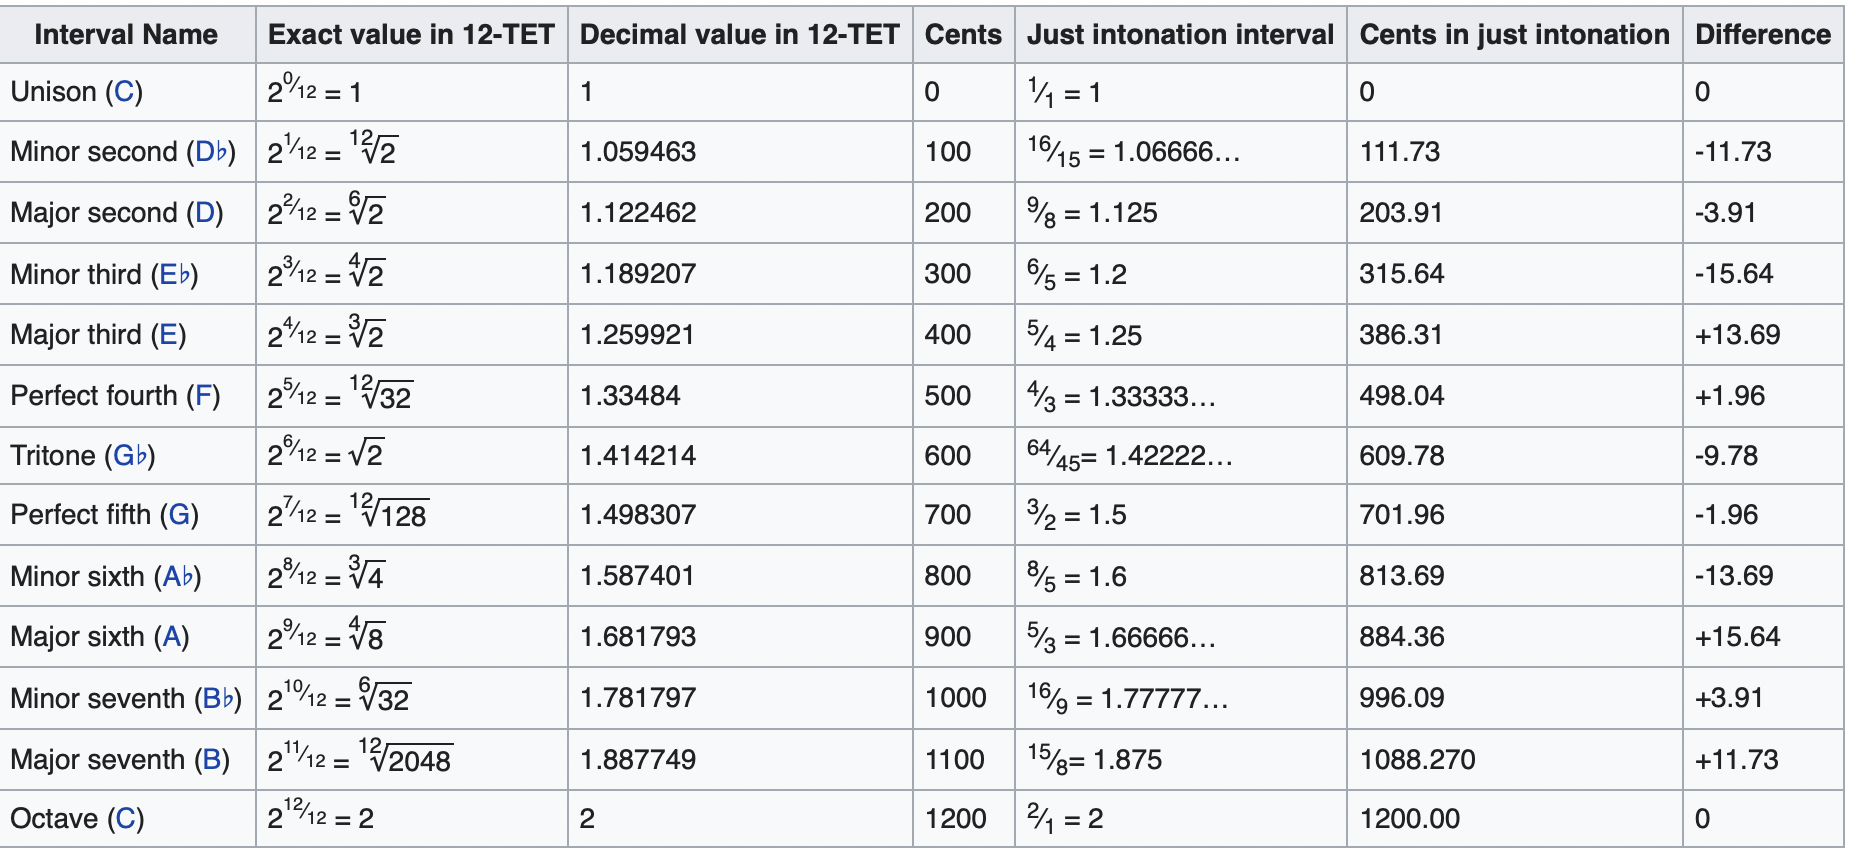 Interval Name Exact value in 12-TET Decimal value in 12-TET Cents Just intonation interval Cents in just intonation Difference
Unison (C) 2^0⁄12 = 1 1 0 1⁄1 = 1 0 0
Minor second (D♭) 2^1⁄12 = 12√2 1.059463 100 16⁄15 = 1.06666… 111.73 -11.73
Major second (D) 2^2⁄12 = 6√2 1.122462 200 9⁄8 = 1.125 203.91 -3.91
Minor third (E♭) 2^3⁄12 = 4√2 1.189207 300 6⁄5 = 1.2 315.64 -15.64
Major third (E) 2^4⁄12 = 3√2 1.259921 400 5⁄4 = 1.25 386.31 +13.69
Perfect fourth (F) 2^5⁄12 = 12√32 1.33484 500 4⁄3 = 1.33333… 498.04 +1.96
Tritone (G♭) 2^6⁄12 = √2 1.414214 600 64⁄45= 1.42222… 609.78 -9.78
Perfect fifth (G) 2^7⁄12 = 12√128 1.498307 700 3⁄2 = 1.5 701.96 -1.96
Minor sixth (A♭) 2^8⁄12 = 3√4 1.587401 800 8⁄5 = 1.6 813.69 -13.69
Major sixth (A) 2^9⁄12 = 4√8 1.681793 900 5⁄3 = 1.66666… 884.36 +15.64
Minor seventh (B♭) 2^10⁄12 = 6√32 1.781797 1000 16⁄9 = 1.77777… 996.09 +3.91
Major seventh (B) 2^11⁄12 = 12√2048 1.887749 1100 15⁄8= 1.875 1088.270 +11.73
Octave (C) 2^12⁄12 = 2 2 1200 2⁄1 = 2 1200.00 0